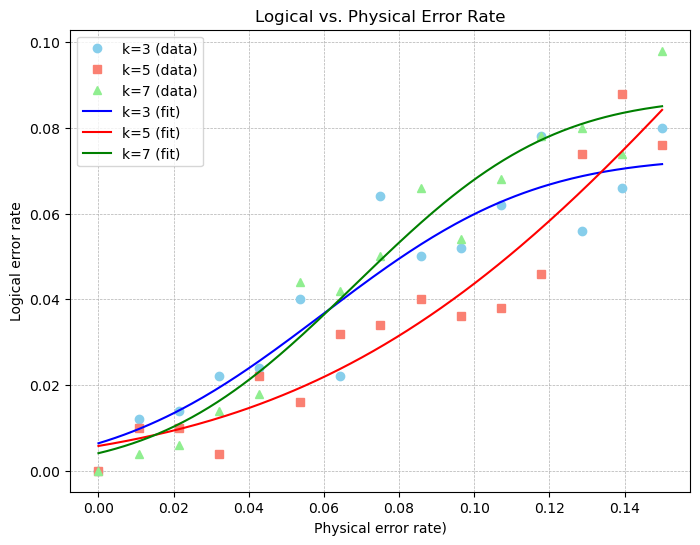 Logical vs. Physical Error Rate
k=3 (data)
k=5 (data)
k=7 (data)
k=3 (fit)
k=5 (fit)
k=7 (fit)
Logical error rate
0.10
0.08
0.06
0.04
0.02
0.00
0.00 0.02 0.04 0.06 0.08 0.10 0.12 0.14
Physical error rate)